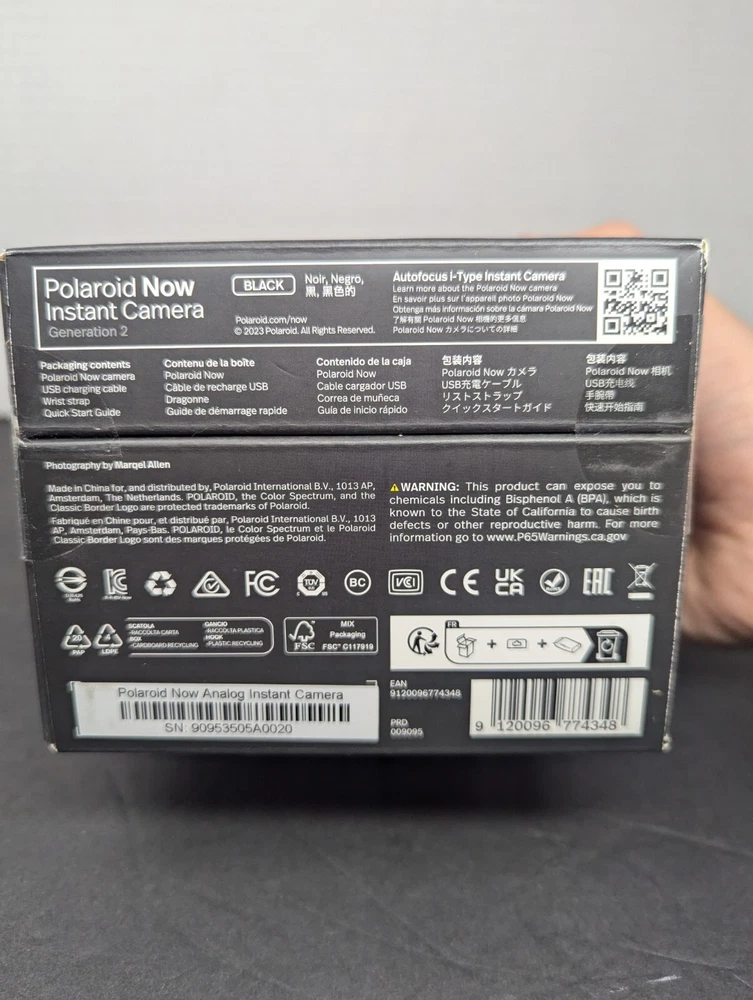 Polaroid Now
Instant Camera
Generation 2
BLACK
Noir, Negro,
黒, 黑色的
Polaroid.com/now
© 2023 Polaroid. All Rights Reserved.
Autofocus I-Type Instant Camera
Learn more about the Polaroid Now camera
En savoir plus sur l'appareil photo Polaroid Now
Obtenga más información sobre la cámara Polaroid Now
了解有關 Polaroid Now 相機的更多信息
Polaroid Now カメラについての詳細
Packaging contents
Polaroid Now camera
USB charging cable
Wrist strap
Quick Start Guide
Contenu de la boîte
Polaroid Now
Câble de recharge USB
Dragonne
Guide de démarrage rapide
Contenido de la caja
Polaroid Now
Cable cargador USB
Correa de muñeca
Guía de inicio rápido
包装内容
Polaroid Now カメラ
USB充電ケーブル
リストストラップ
クイックスタートガイド
包装内容
Polaroid Now 相机
USB充电线
手腕带
快速开始指南
Photography by Marqel Allen
Made in China for, and distributed by, Polaroid International B.V., 1013 AP,
Amsterdam, The Netherlands. POLAROID, the Color Spectrum, and the
Classic Border Logo are protected trademarks of Polaroid.
Fabriqué en Chine pour, et distribué par, Polaroid International B.V., 1013
AP, Amsterdam, Pays-Bas. POLAROID, le Color Spectrum et le Polaroid
Classic Border Logo sont des marques protégées de Polaroid.
WARNING: This product can expose you to
chemicals including Bisphenol A (BPA), which is
known to the State of California to cause birth
defects or other reproductive harm. For more
information go to www.P65Warnings.ca.gov
FC TÜV BC VCI CE UK CA EAC
20
PAP
4
LDPE
SCATOLA
-RACCOLTA CARTA
BOX
-CARDBOARD RECYCLING
GANCIO
-RACCOLTA PLASTICA
HOOK
-PLASTIC RECYCLING
FSC
MIX
Packaging
FSC® C117919
FR
+ +
Polaroid Now Analog Instant Camera
SN: 90953505A0020
EAN
9120096774348
PRD
009095
9 120096 774348